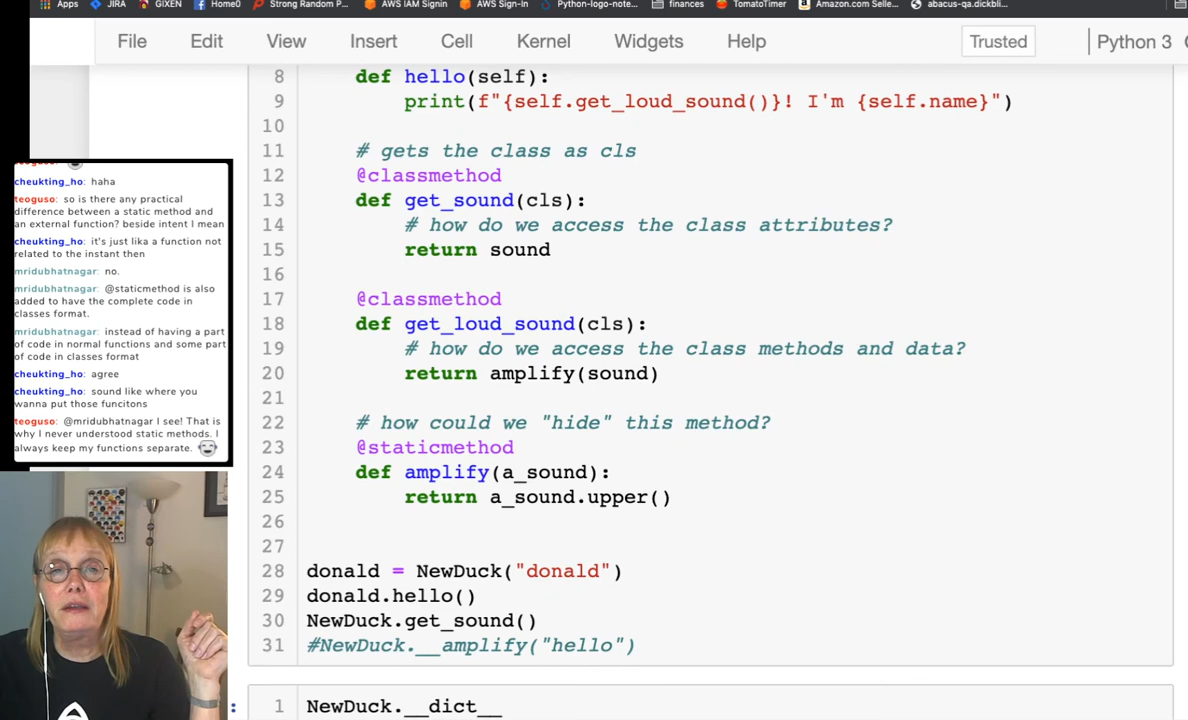 Apps JIRA GIXEN Home0 Strong Random P... AWS IAM Signin AWS Sign-In Python-logo-note... finances TomatoTimer Amazon.com Selle... abacus-qa.dickbli...
File Edit View Insert Cell Kernel Widgets Help Trusted Python 3
8 def hello(self):
9 print(f"{self.get_loud_sound()}! I'm {self.name}")
10
11 # gets the class as cls
12 @classmethod
13 def get_sound(cls):
14 # how do we access the class attributes?
15 return sound
16
17 @classmethod
18 def get_loud_sound(cls):
19 # how do we access the class methods and data?
20 return amplify(sound)
21
22 # how could we "hide" this method?
23 @staticmethod
24 def amplify(a_sound):
25 return a_sound.upper()
26
27
28 donald = NewDuck("donald")
29 donald.hello()
30 NewDuck.get_sound()
31 #NewDuck.__amplify("hello")
: 1 NewDuck.__dict__
cheukting_ho: haha
teoguso: so is there any practical
difference between a static method and
an external function? beside intent I mean
cheukting_ho: it's just lika a function not
related to the instant then
mridubhatnagar: no.
mridubhatnagar: @staticmethod is also
added to have the complete code in
classes format.
mridubhatnagar: instead of having a part
of code in normal functions and some part
of code in classes format
cheukting_ho: agree
cheukting_ho: sound like where you
wanna put those funcitons
teoguso: @mridubhatnagar I see! That is
why I never understood static methods. I
always keep my functions separate.